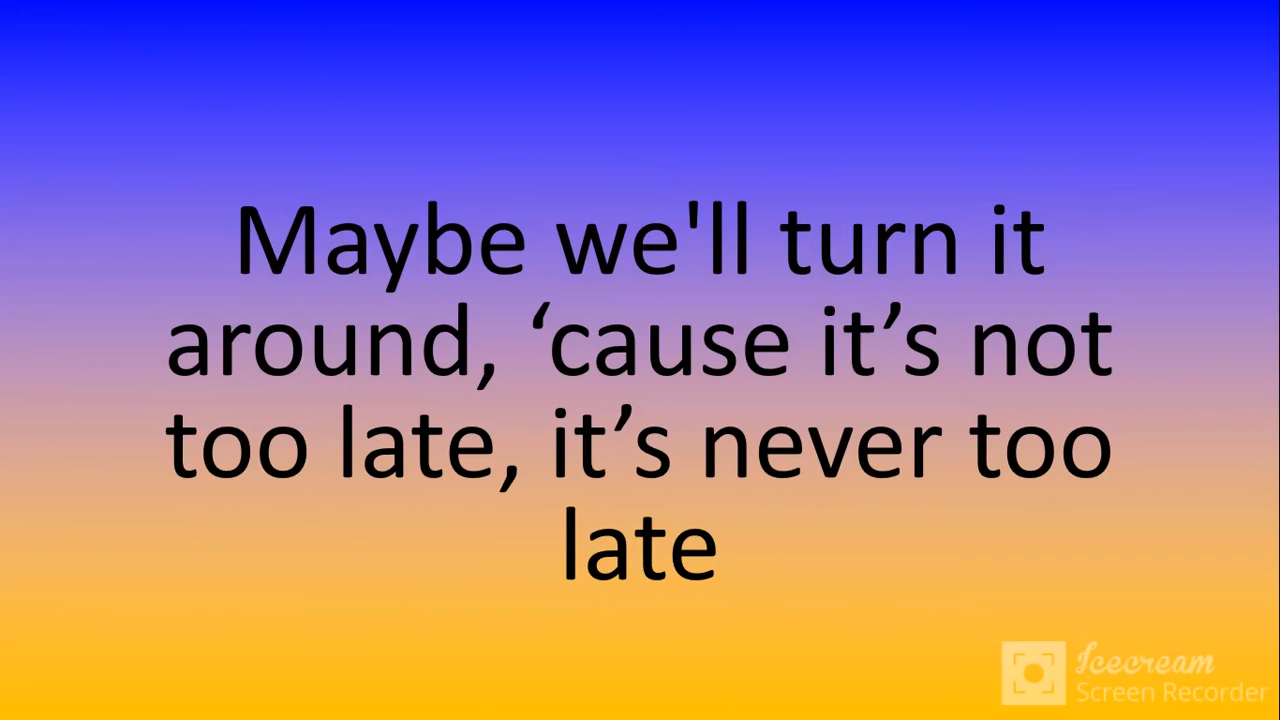 Maybe we'll turn it
around, ‘cause it’s not
too late, it’s never too
late
Icecream
Screen Recorder